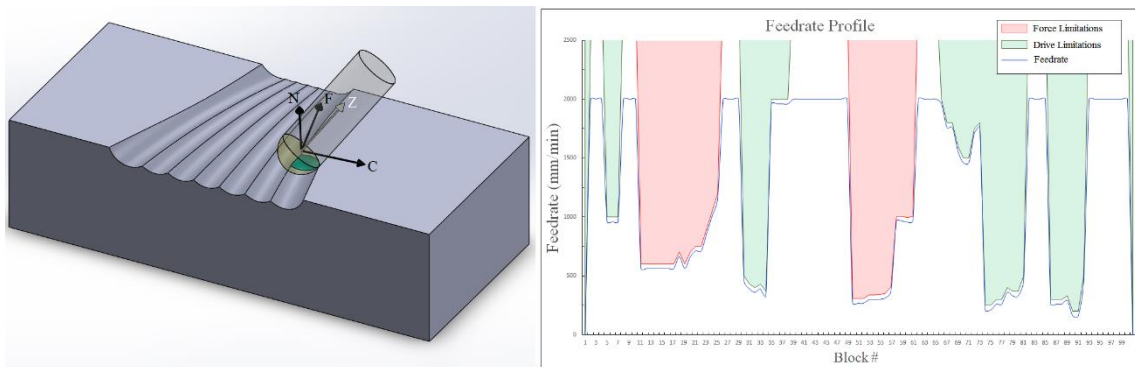 N
F
Z
C
Feedrate Profile
Force Limitations
Drive Limitations
Feedrate
2500
2000
1500
1000
500
0
Feedrate (mm/min)
1 3 5 7 9 11 13 15 17 19 21 23 25 27 29 31 33 35 37 39 41 43 45 47 49 51 53 55 57 59 61 63 65 67 69 71 73 75 77 79 81 83 85 87 89 91 93 95 97 99
Block #